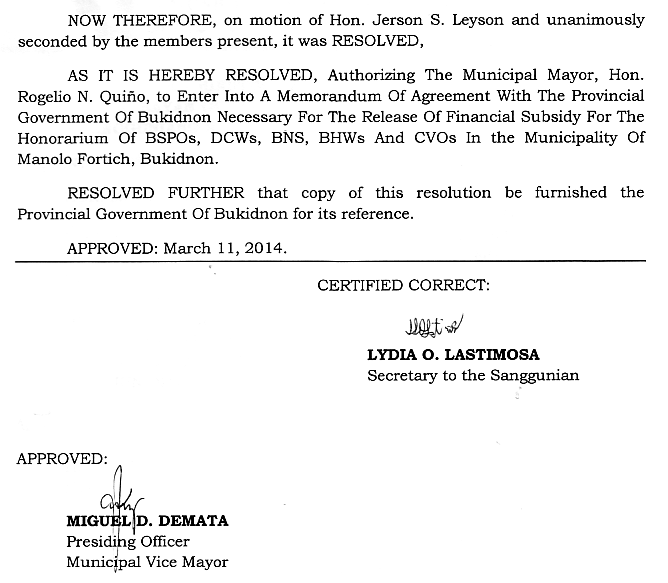 NOW THEREFORE, on motion of Hon. Jerson S. Leyson and unanimously
seconded by the members present, it was RESOLVED,
AS IT IS HEREBY RESOLVED, Authorizing The Municipal Mayor, Hon.
Rogelio N. Quiño, to Enter Into A Memorandum Of Agreement With The Provincial
Government Of Bukidnon Necessary For The Release Of Financial Subsidy For The
Honorarium Of BSPOs, DCWs, BNS, BHWs And CVOs In the Municipality Of
Manolo Fortich, Bukidnon.
RESOLVED FURTHER that copy of this resolution be furnished the
Provincial Government Of Bukidnon for its reference.
APPROVED: March 11, 2014.
CERTIFIED CORRECT:
LYDIA O. LASTIMOSA
Secretary to the Sanggunian
APPROVED:
MIGUEL D. DEMATA
Presiding Officer
Municipal Vice Mayor